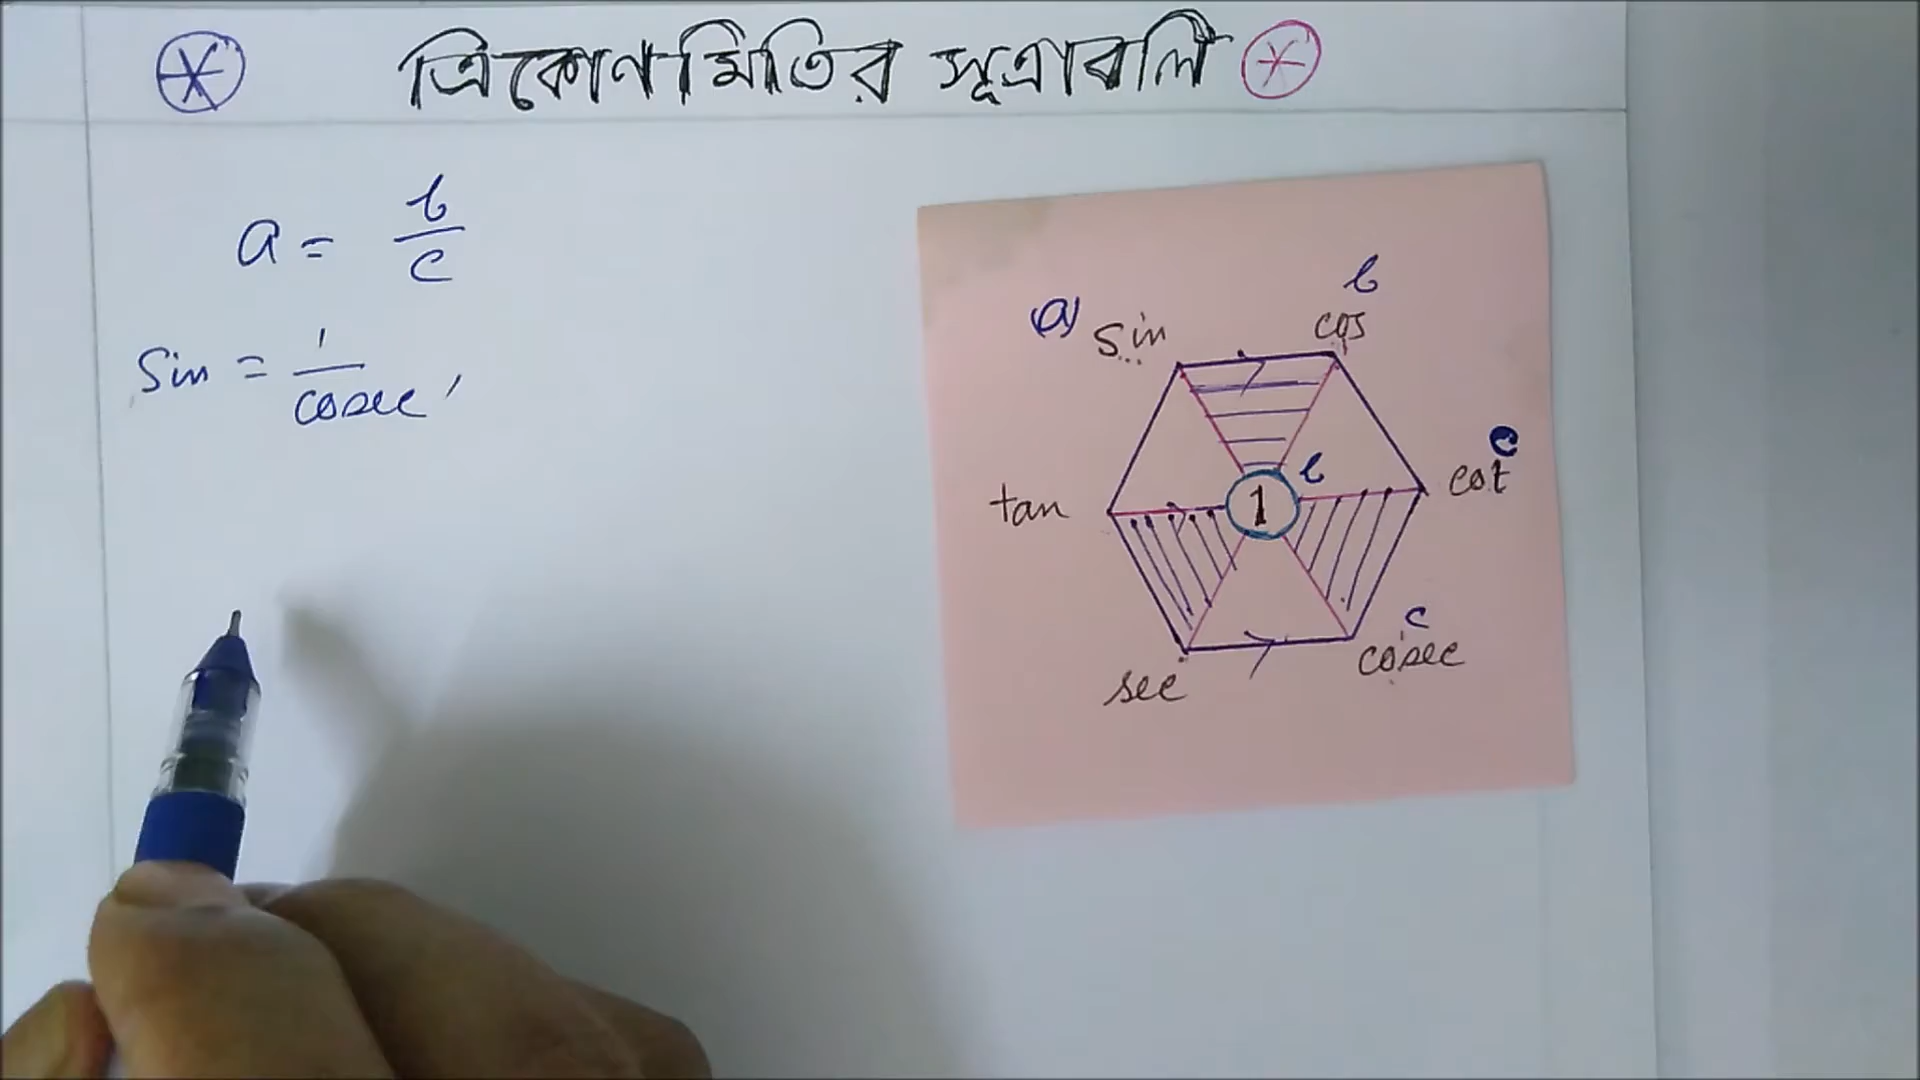 ত্রিকোণমিতির সূত্রাবলি
a = b/c
sin = 1/cosec,
a b
sin cos
c
b
tan 1 cot
c
sec cosec